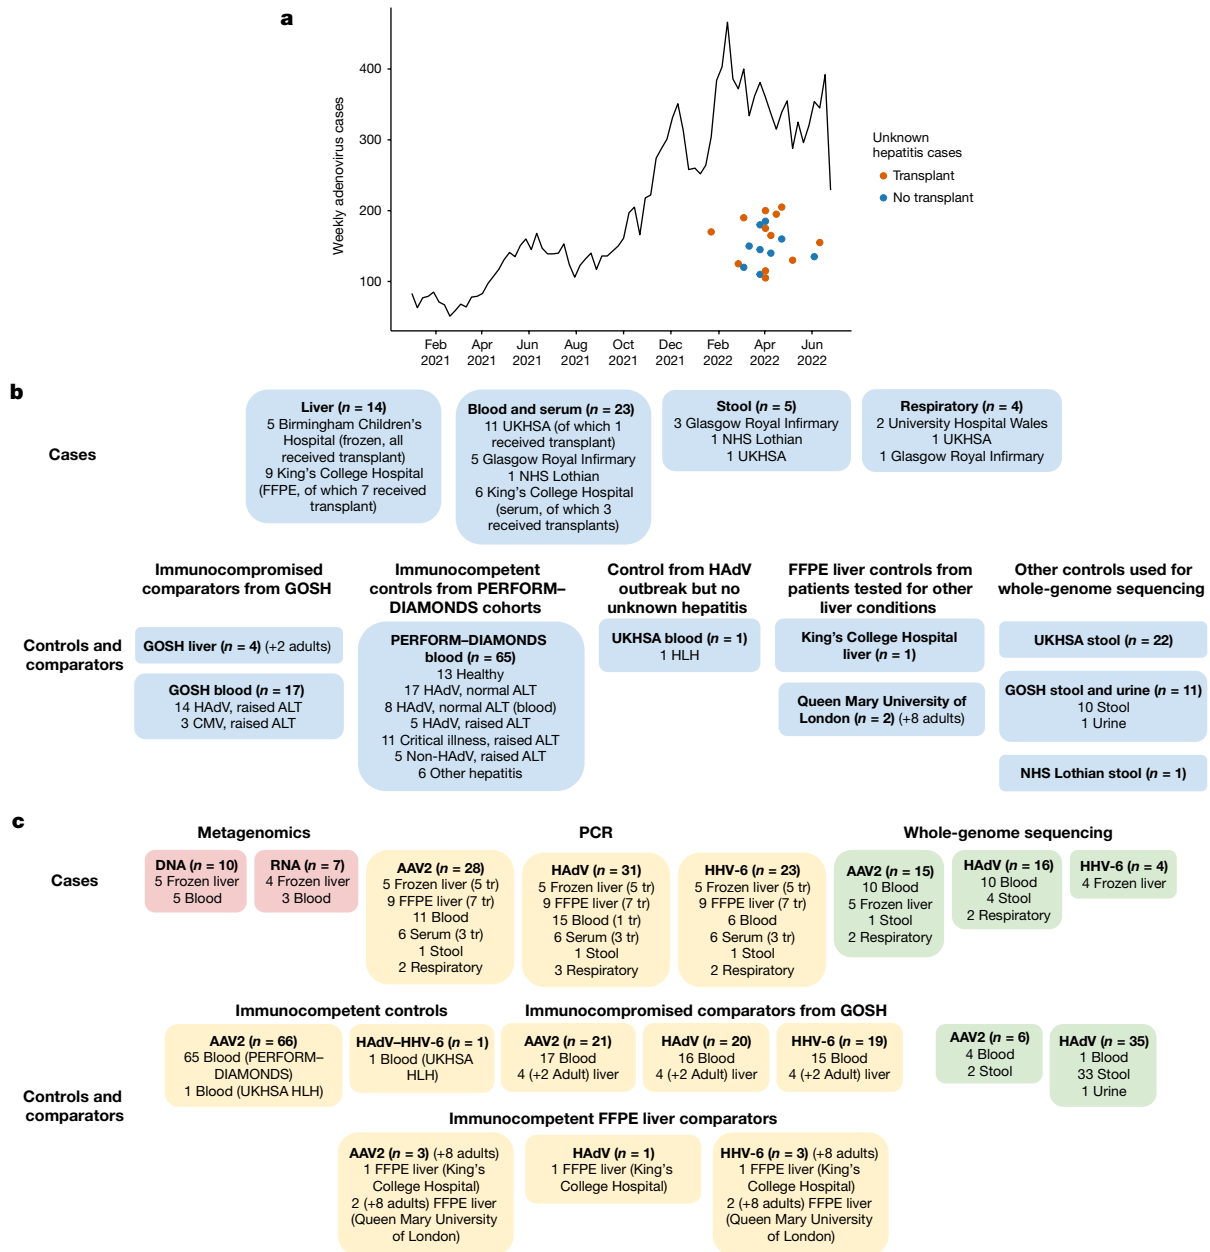 a
Weekly adenovirus cases
400
300
200
100
Feb 2021
Apr 2021
Jun 2021
Aug 2021
Oct 2021
Dec 2021
Feb 2022
Apr 2022
Jun 2022
Unknown
hepatitis cases
Transplant
No transplant
b
Cases
Liver (n = 14)
5 Birmingham Children's
Hospital (frozen, all
received transplant)
9 King's College Hospital
(FFPE, of which 7 received
transplant)
Blood and serum (n = 23)
11 UKHSA (of which 1
received transplant)
5 Glasgow Royal Infirmary
1 NHS Lothian
6 King's College Hospital
(serum, of which 3
received transplants)
Stool (n = 5)
3 Glasgow Royal Infirmary
1 NHS Lothian
1 UKHSA
Respiratory (n = 4)
2 University Hospital Wales
1 UKHSA
1 Glasgow Royal Infirmary
Controls and
comparators
Immunocompromised
comparators from GOSH
GOSH liver (n = 4) (+2 adults)
GOSH blood (n = 17)
14 HAdV, raised ALT
3 CMV, raised ALT
Immunocompetent
controls from PERFORM–
DIAMONDS cohorts
PERFORM–DIAMONDS
blood (n = 65)
13 Healthy
17 HAdV, normal ALT
8 HAdV, normal ALT (blood)
5 HAdV, raised ALT
11 Critical illness, raised ALT
5 Non-HAdV, raised ALT
6 Other hepatitis
Control from HAdV
outbreak but no
unknown hepatitis
UKHSA blood (n = 1)
1 HLH
FFPE liver controls from
patients tested for other
liver conditions
King's College Hospital
liver (n = 1)
Queen Mary University of
London (n = 2) (+8 adults)
Other controls used for
whole-genome sequencing
UKHSA stool (n = 22)
GOSH stool and urine (n = 11)
10 Stool
1 Urine
NHS Lothian stool (n = 1)
c
Metagenomics
PCR
Whole-genome sequencing
Cases
DNA (n = 10)
5 Frozen liver
5 Blood
RNA (n = 7)
4 Frozen liver
3 Blood
AAV2 (n = 28)
5 Frozen liver (5 tr)
9 FFPE liver (7 tr)
11 Blood
6 Serum (3 tr)
1 Stool
2 Respiratory
HAdV (n = 31)
5 Frozen liver (5 tr)
9 FFPE liver (7 tr)
15 Blood (1 tr)
6 Serum (3 tr)
1 Stool
3 Respiratory
HHV-6 (n = 23)
5 Frozen liver (5 tr)
9 FFPE liver (7 tr)
6 Blood
6 Serum (3 tr)
1 Stool
2 Respiratory
AAV2 (n = 15)
10 Blood
5 Frozen liver
1 Stool
2 Respiratory
HAdV (n = 16)
10 Blood
4 Stool
2 Respiratory
HHV-6 (n = 4)
4 Frozen liver
Controls and
comparators
Immunocompetent controls
AAV2 (n = 66)
65 Blood (PERFORM–
DIAMONDS)
1 Blood (UKHSA HLH)
HAdV–HHV-6 (n = 1)
1 Blood (UKHSA
HLH)
Immunocompromised comparators from GOSH
AAV2 (n = 21)
17 Blood
4 (+2 Adult) liver
HAdV (n = 20)
16 Blood
4 (+2 Adult) liver
HHV-6 (n = 19)
15 Blood
4 (+2 Adult) liver
AAV2 (n = 6)
4 Blood
2 Stool
HAdV (n = 35)
1 Blood
33 Stool
1 Urine
Immunocompetent FFPE liver comparators
AAV2 (n = 3) (+8 adults)
1 FFPE liver (King's
College Hospital)
2 (+8 adults) FFPE liver
(Queen Mary University
of London)
HAdV (n = 1)
1 FFPE liver (King's
College Hospital)
HHV-6 (n = 3) (+8 adults)
1 FFPE liver (King's
College Hospital)
2 (+8 adults) FFPE liver
(Queen Mary University
of London)